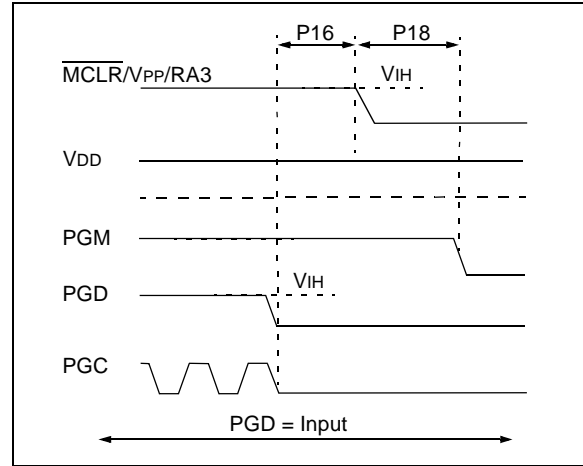 P16 P18
MCLR/VPP/RA3
VIH
VDD
PGM
PGD
VIH
PGC
PGD = Input